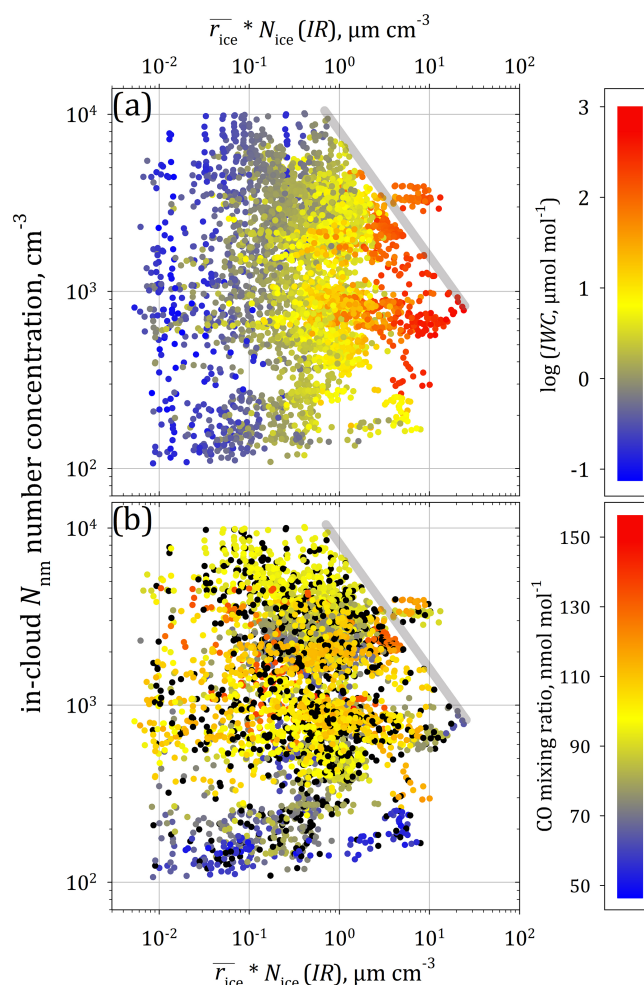 r̅ice * Nice (IR), µm cm-3
10-2 10-1 100 101 102
(a)
104
103
102
3
2
1
0
-1
log (IWC, µmol mol-1)
in-cloud Nnm number concentration, cm-3
(b)
104
103
102
150
130
110
90
70
50
CO mixing ratio, nmol mol-1
10-2 10-1 100 101 102
r̅ice * Nice (IR), µm cm-3